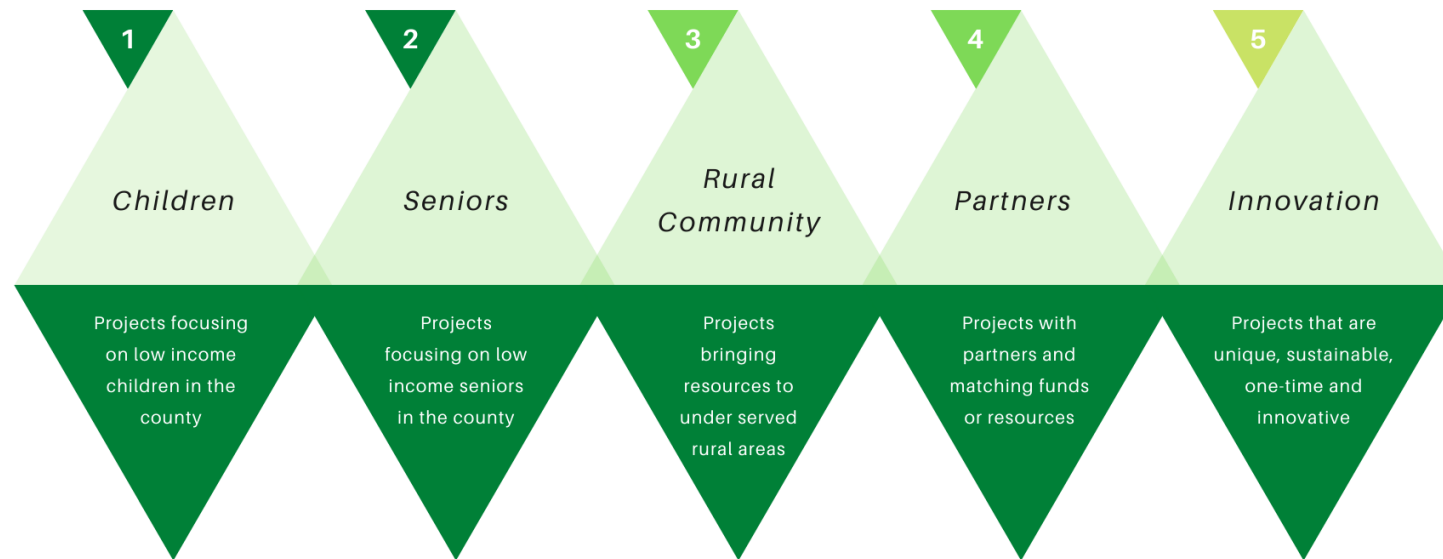 1
Children
Projects focusing
on low income
children in the
county
2
Seniors
Projects
focusing on low
income seniors
in the county
3
Rural
Community
Projects
bringing
resources to
under served
rural areas
4
Partners
Projects with
partners and
matching funds
or resources
5
Innovation
Projects that are
unique, sustainable,
one-time and
innovative